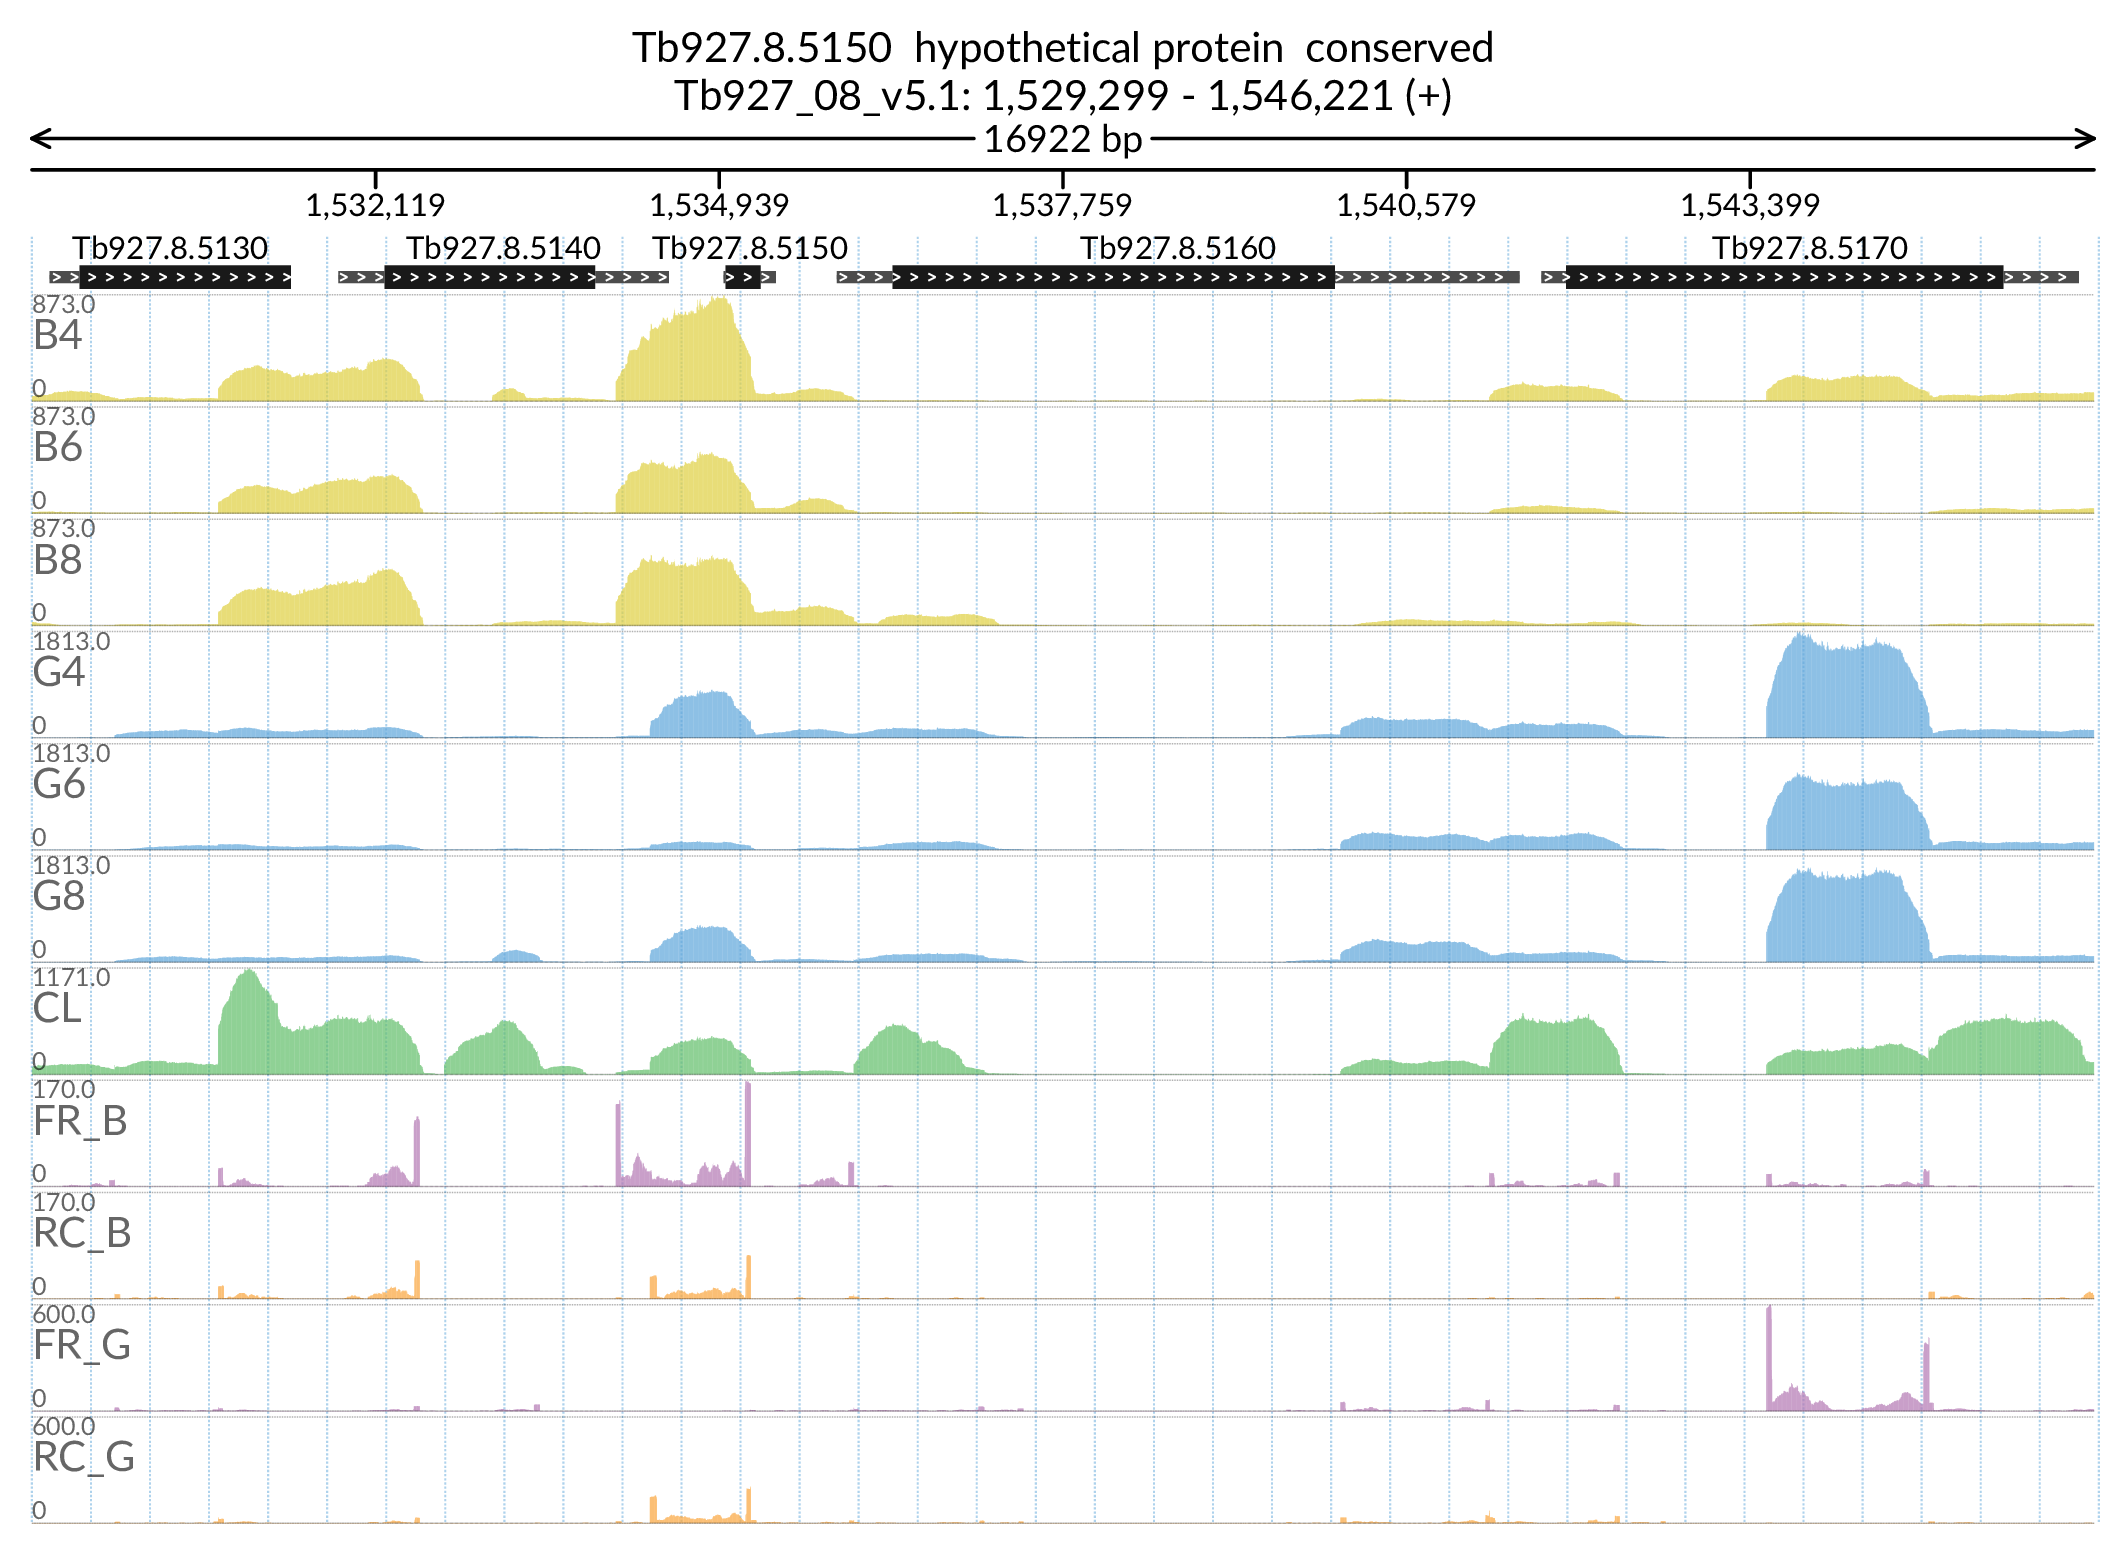 Tb927.8.5150 hypothetical protein conserved
Tb927_08_v5.1: 1,529,299 - 1,546,221 (+)
16922 bp
1,532,119 1,534,939 1,537,759 1,540,579 1,543,399
Tb927.8.5130 Tb927.8.5140 Tb927.8.5150 Tb927.8.5160 Tb927.8.5170
873.0
B4
0
873.0
B6
0
873.0
B8
0
1813.0
G4
0
1813.0
G6
0
1813.0
G8
0
1171.0
CL
0
170.0
FR_B
0
170.0
RC_B
0
600.0
FR_G
0
600.0
RC_G
0